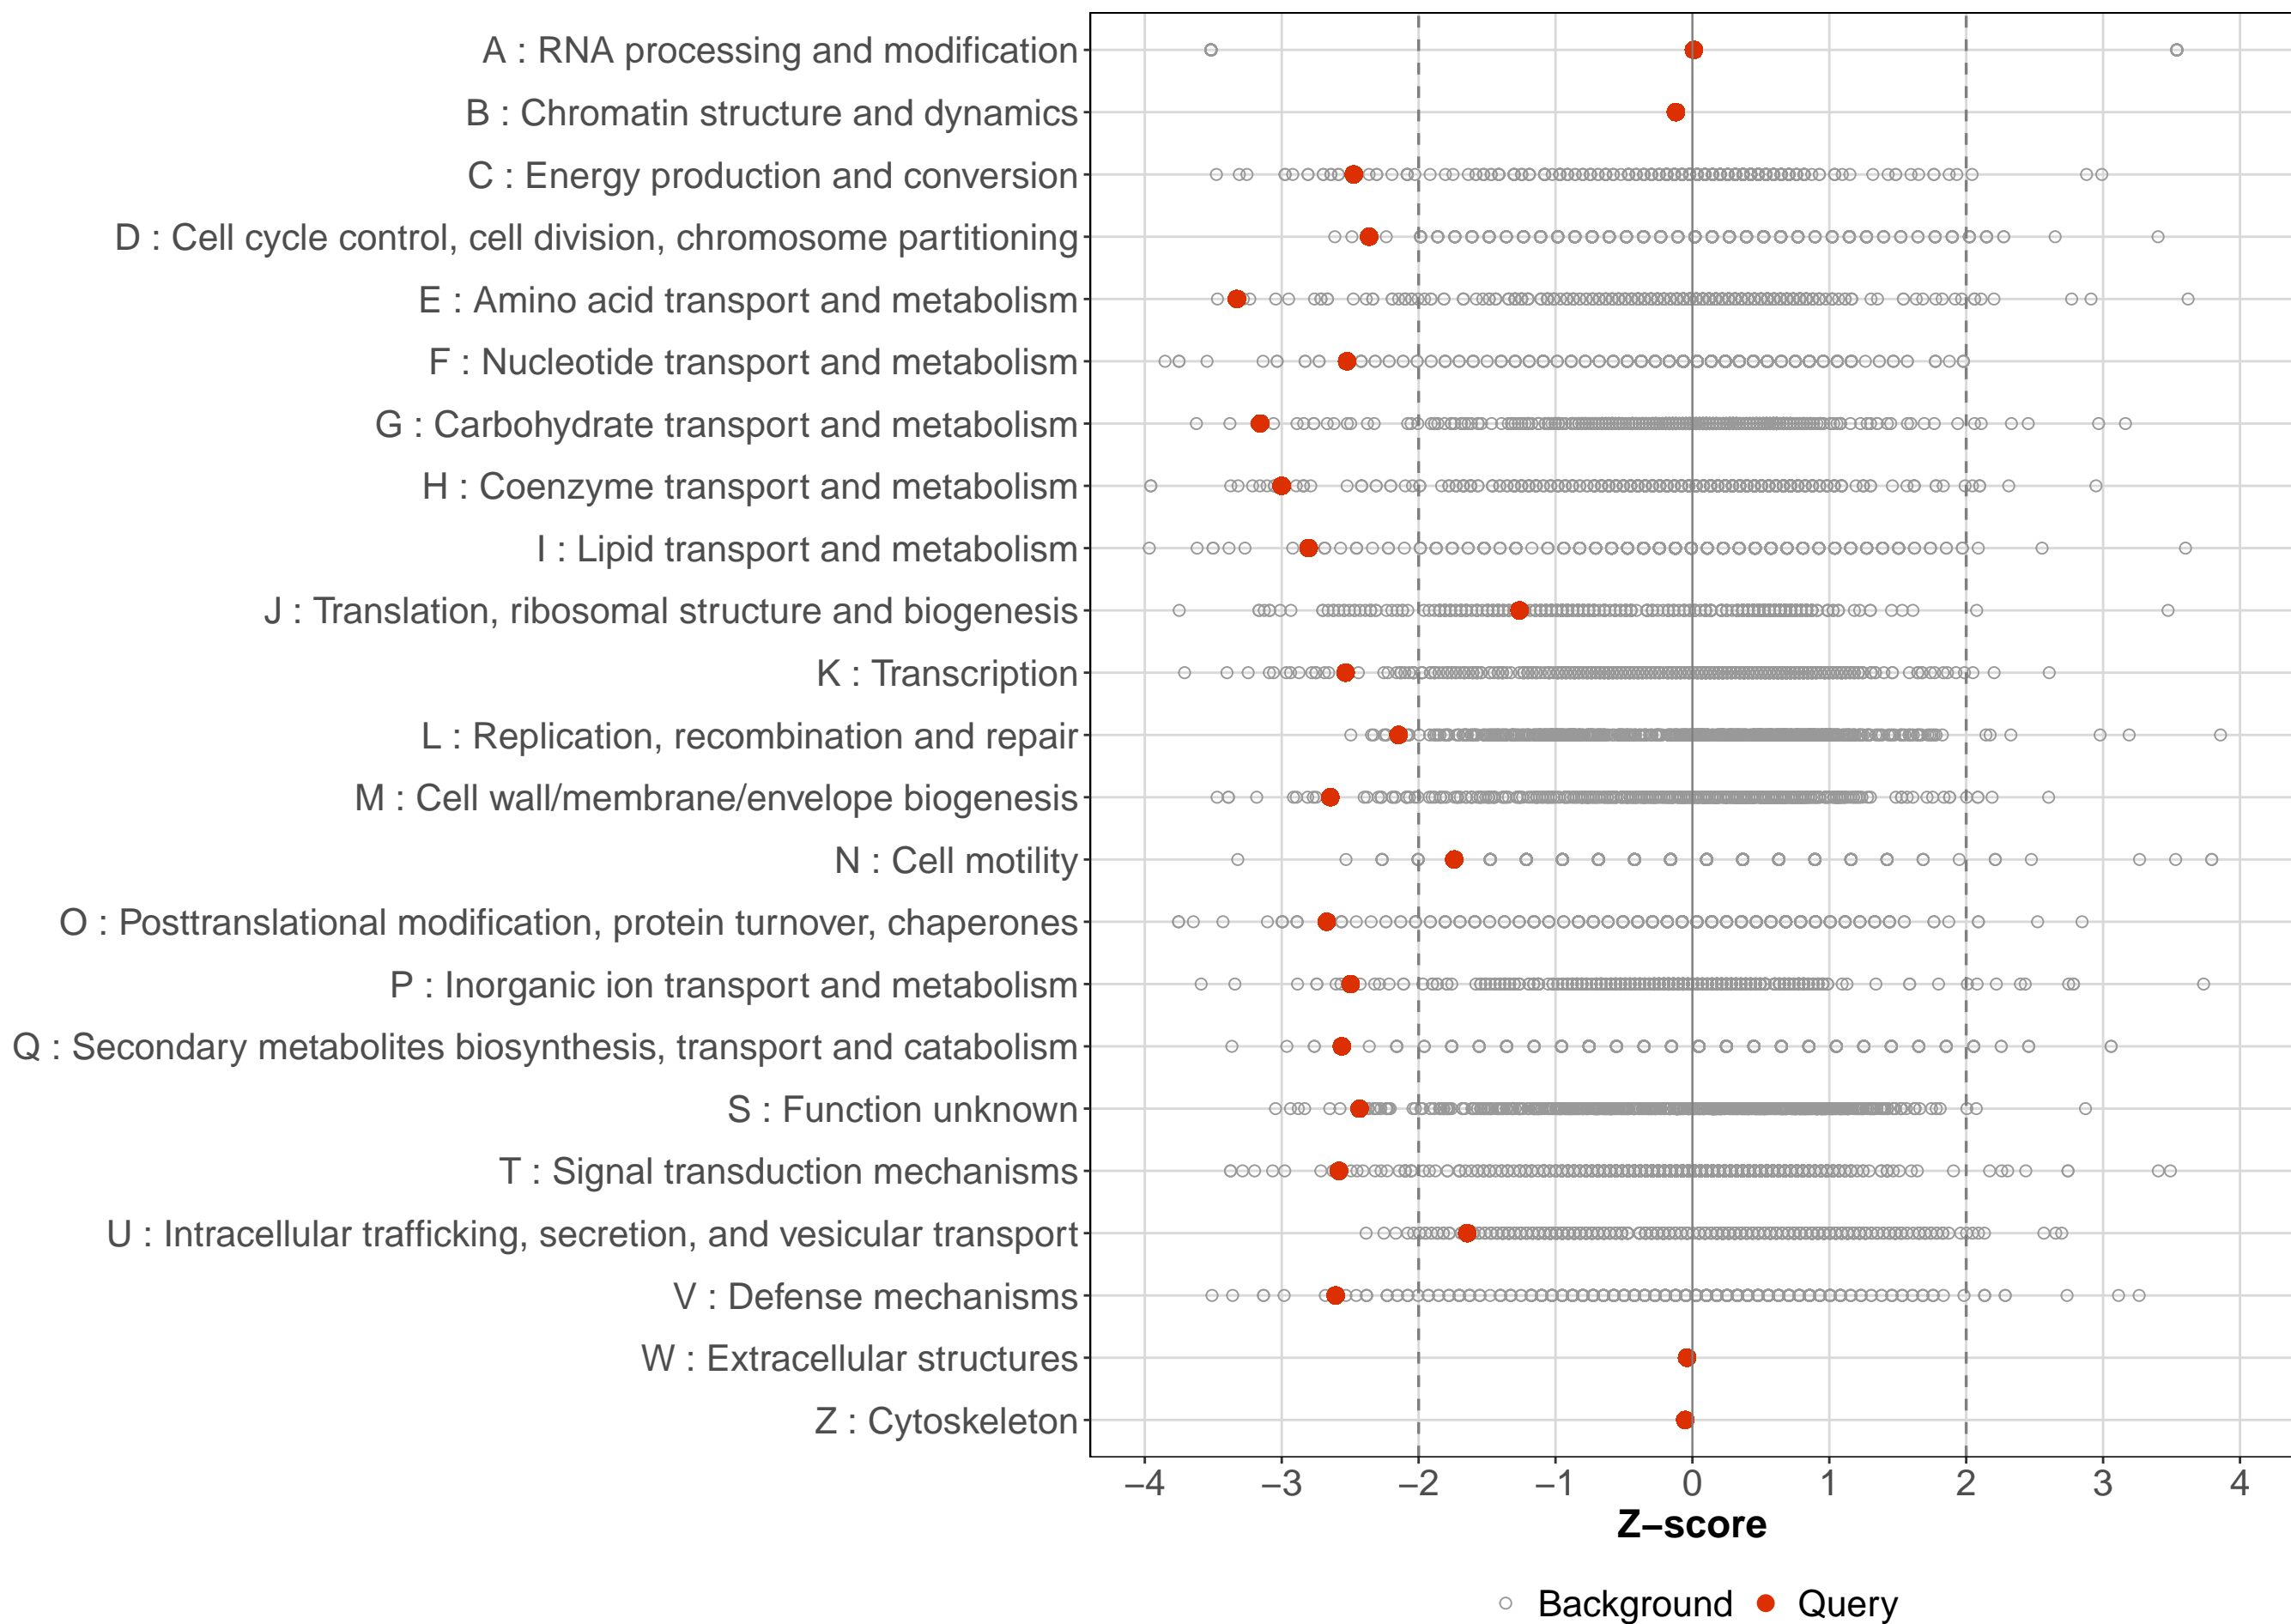 A : RNA processing and modification
B : Chromatin structure and dynamics
C : Energy production and conversion
D : Cell cycle control, cell division, chromosome partitioning
E : Amino acid transport and metabolism
F : Nucleotide transport and metabolism
G : Carbohydrate transport and metabolism
H : Coenzyme transport and metabolism
I : Lipid transport and metabolism
J : Translation, ribosomal structure and biogenesis
K : Transcription
L : Replication, recombination and repair
M : Cell wall/membrane/envelope biogenesis
N : Cell motility
O : Posttranslational modification, protein turnover, chaperones
P : Inorganic ion transport and metabolism
Q : Secondary metabolites biosynthesis, transport and catabolism
S : Function unknown
T : Signal transduction mechanisms
U : Intracellular trafficking, secretion, and vesicular transport
V : Defense mechanisms
W : Extracellular structures
Z : Cytoskeleton
−4 −3 −2 −1 0 1 2 3 4
Z−score
Background Query